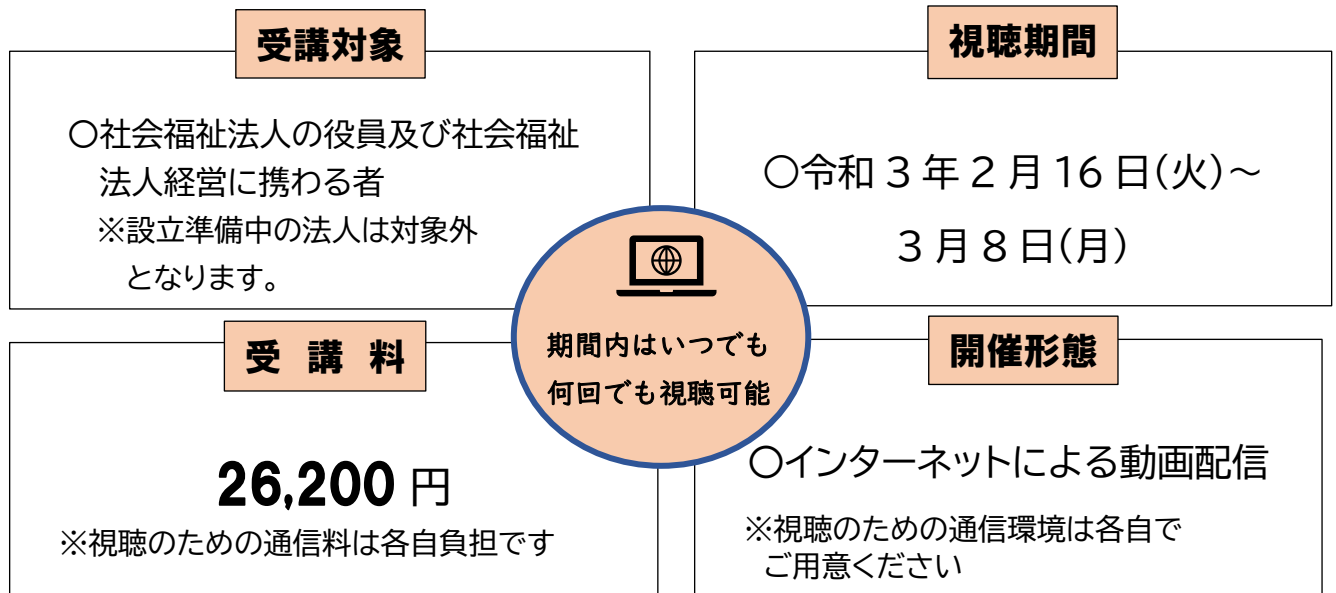 受講対象
〇社会福祉法人の役員及び社会福祉
法人経営に携わる者
※設立準備中の法人は対象外
となります。
視聴期間
〇令和3年2月16日(火)～
3月8日(月)
期間内はいつでも
何回でも視聴可能
受 講 料
26,200円
※視聴のための通信料は各自負担です
開催形態
〇インターネットによる動画配信
※視聴のための通信環境は各自で
ご用意ください